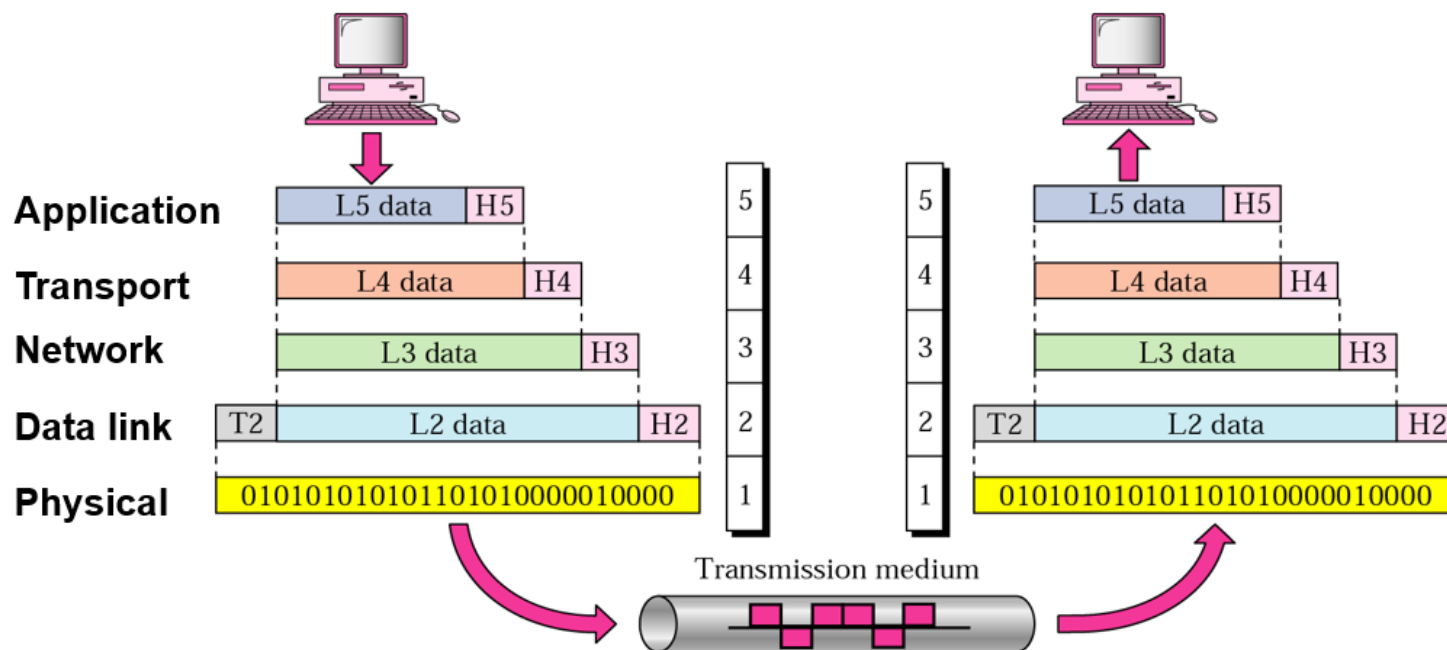 Application
L5 data H5
5
5
L5 data H5
Transport
L4 data H4
4
4
L4 data H4
Network
L3 data H3
3
3
L3 data H3
Data link
T2 L2 data H2
2
2
T2 L2 data H2
Physical
010101010101101010000010000
1
1
010101010101101010000010000
Transmission medium